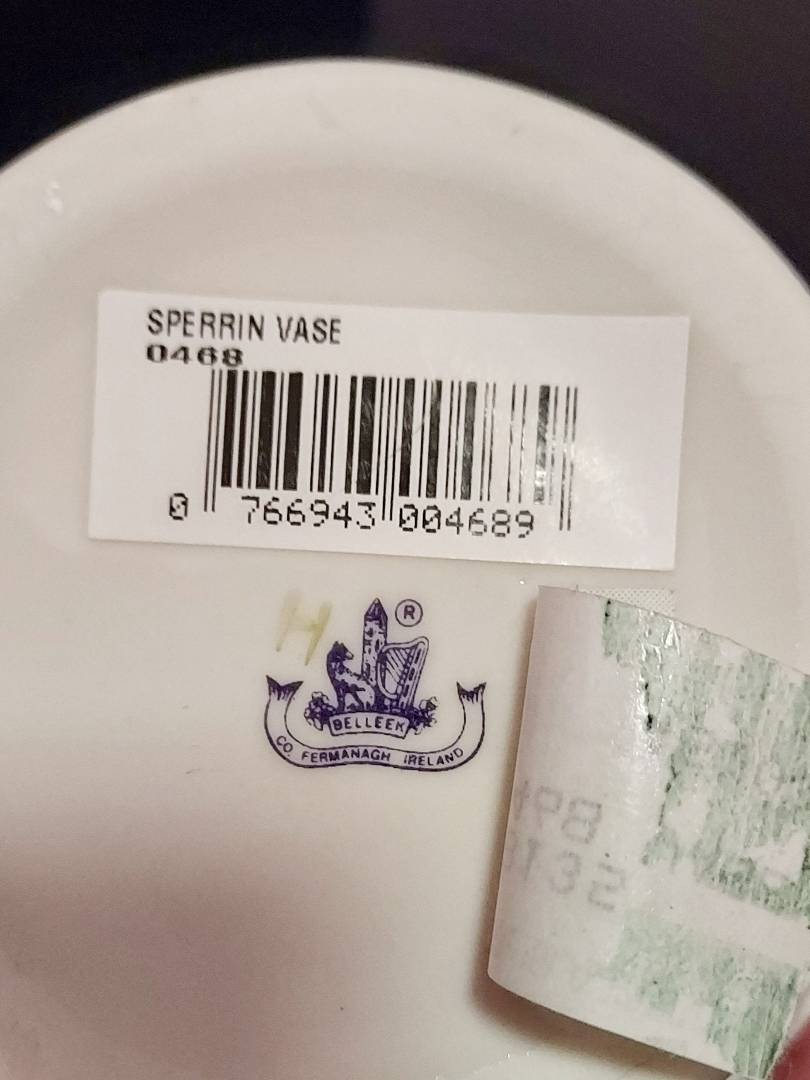 SPERRIN VASE
0468
0 766943 004689
H
®
BELLEEK
CO. FERMANAGH IRELAND